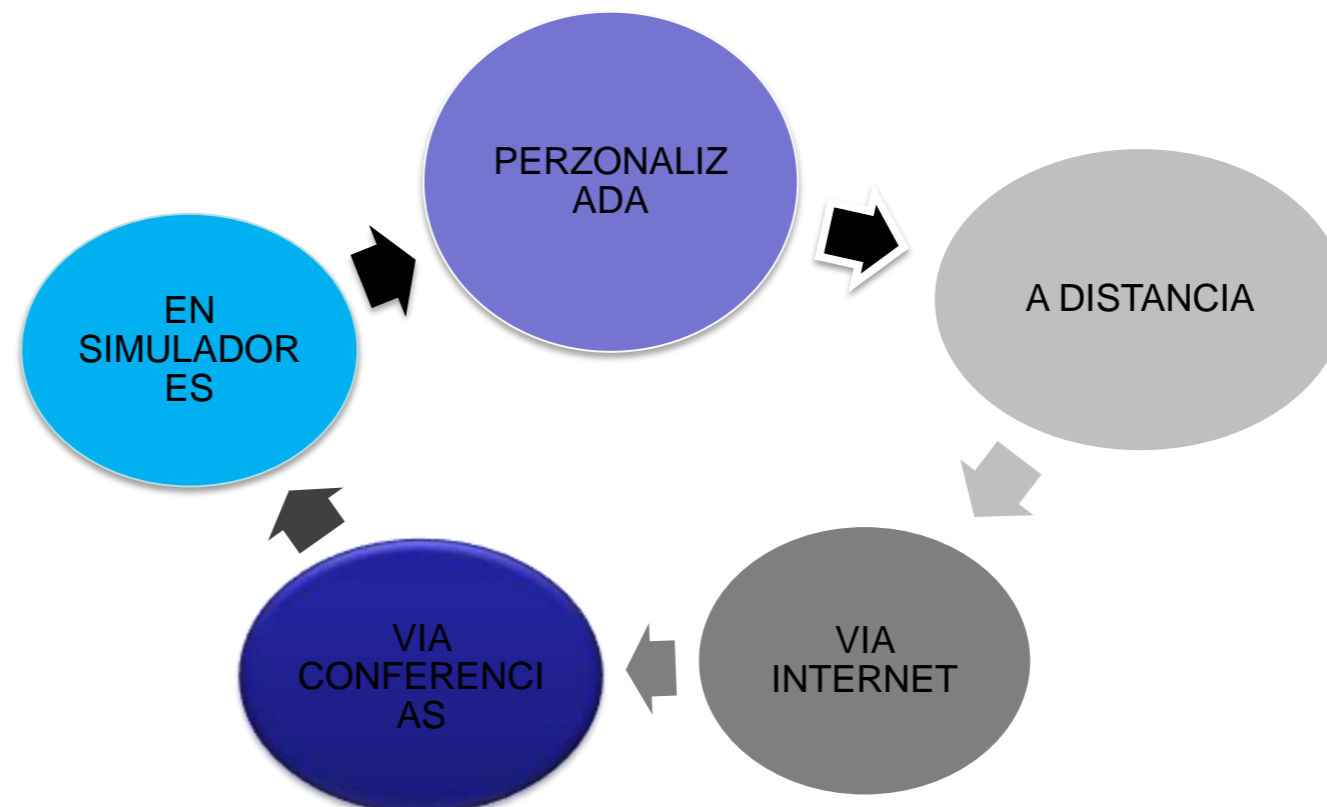 PERZONALIZ
ADA
A DISTANCIA
VIA
INTERNET
VIA
CONFERENCI
AS
EN
SIMULADOR
ES